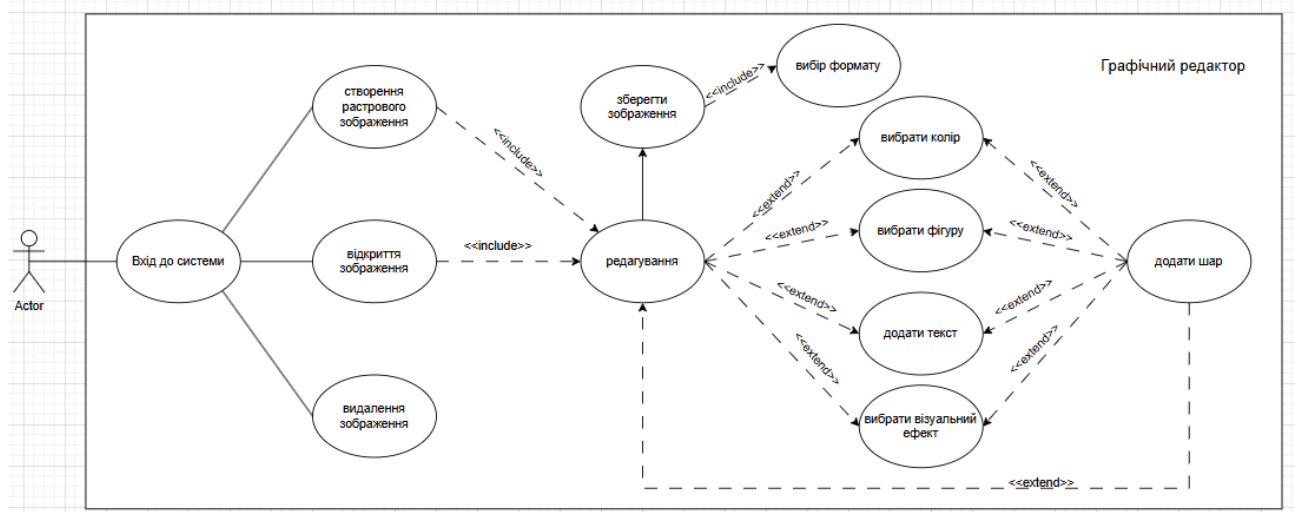 Графічний редактор
Actor
Вхід до системи
створення
растрового
зображення
<<include>>
відкриття
зображення
<<include>>
видалення
зображення
зберегти
зображення
<<include>>
вибір формату
редагування
<<extend>>
вибрати колір
<<extend>>
<<extend>>
вибрати фігуру
<<extend>>
<<extend>>
додати текст
<<extend>>
<<extend>>
вибрати візуальний
ефект
<<extend>>
додати шар
<<extend>>